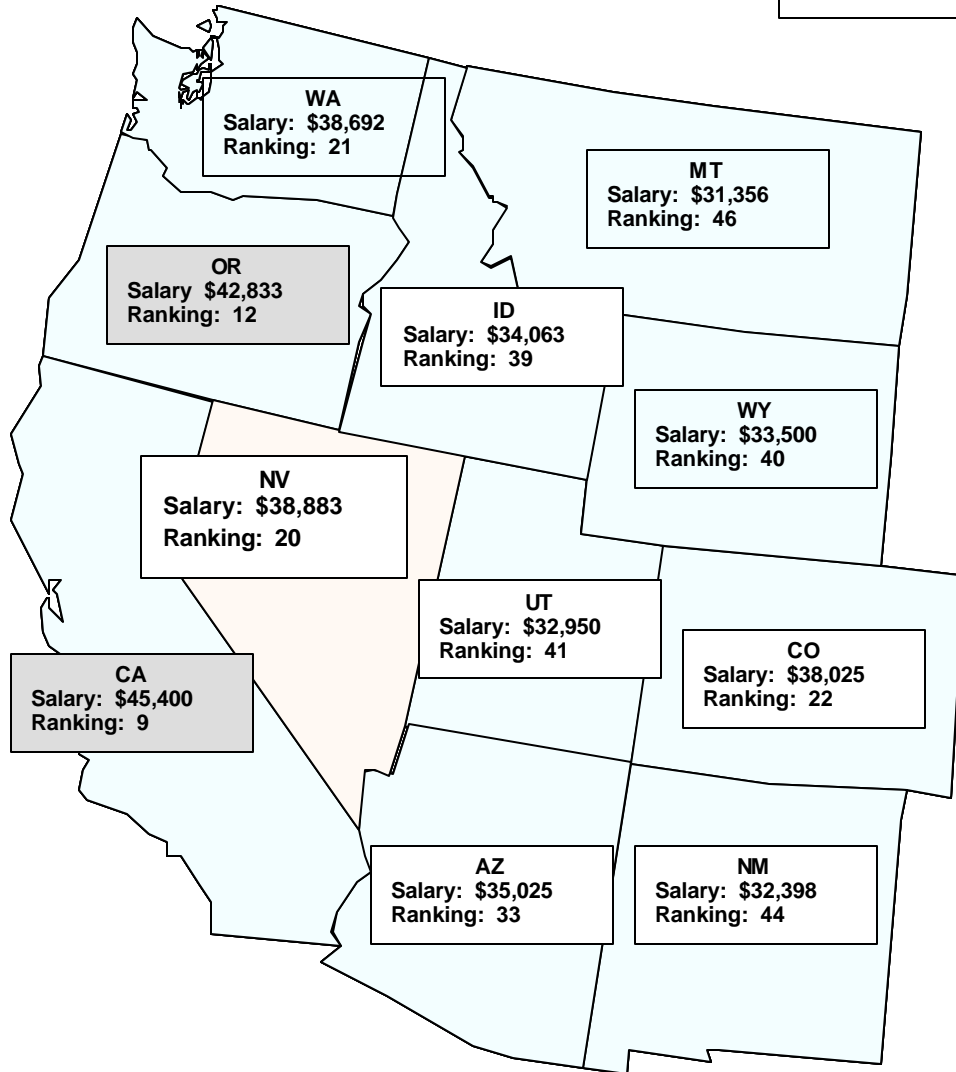 WA
Salary: $38,692
Ranking: 21
MT
Salary: $31,356
Ranking: 46
OR
Salary $42,833
Ranking: 12
ID
Salary: $34,063
Ranking: 39
WY
Salary: $33,500
Ranking: 40
NV
Salary: $38,883
Ranking: 20
UT
Salary: $32,950
Ranking: 41
CO
Salary: $38,025
Ranking: 22
CA
Salary: $45,400
Ranking: 9
AZ
Salary: $35,025
Ranking: 33
NM
Salary: $32,398
Ranking: 44